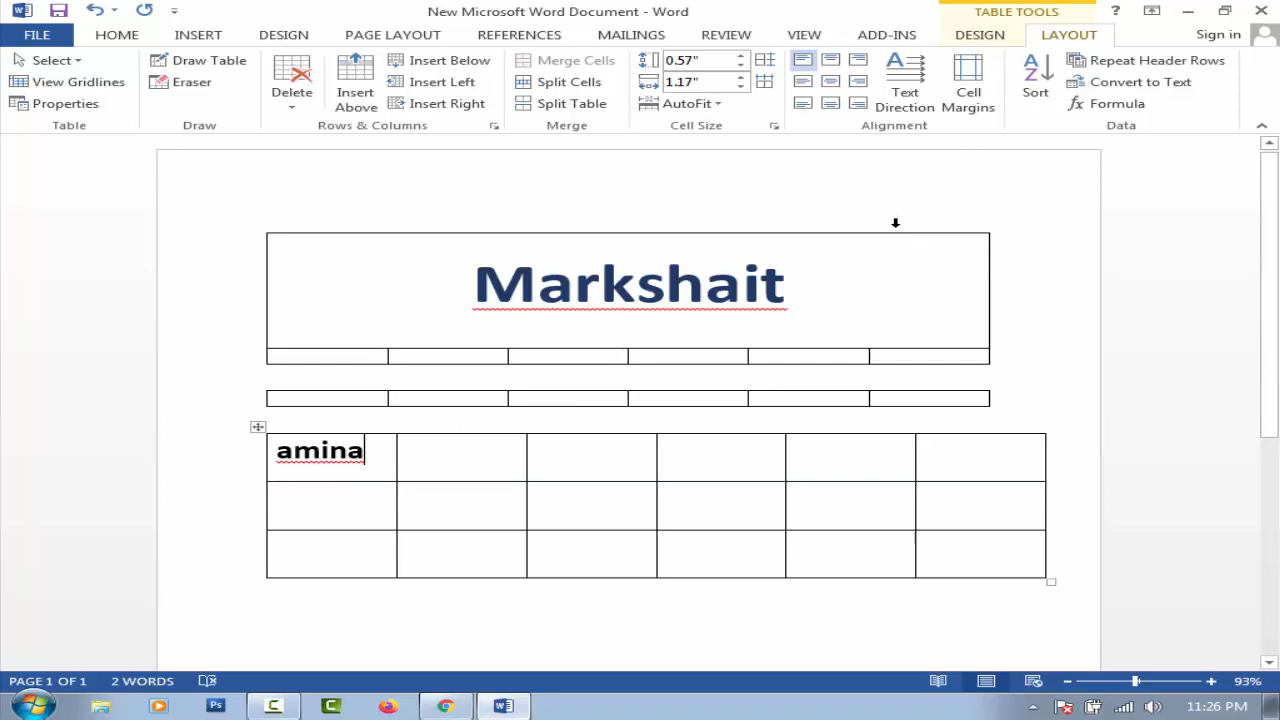 New Microsoft Word Document - Word
TABLE TOOLS
?
FILE HOME INSERT DESIGN PAGE LAYOUT REFERENCES MAILINGS REVIEW VIEW ADD-INS DESIGN LAYOUT Sign in
Select
View Gridlines
Properties
Table
Draw Table
Eraser
Draw
Delete
Insert Above
Insert Below
Insert Left
Insert Right
Rows & Columns
Merge Cells
Split Cells
Split Table
Merge
0.57"
1.17"
AutoFit
Cell Size
Text Direction
Cell Margins
Alignment
A Z
Sort
Repeat Header Rows
Convert to Text
fx Formula
Data
Markshait
amina
PAGE 1 OF 1 2 WORDS 93%
11:26 PM